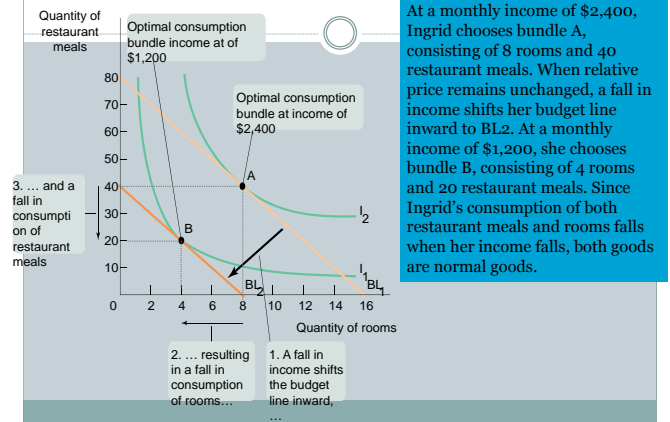 Quantity of
restaurant
meals
Optimal consumption
bundle income at of
$1,200
Optimal consumption
bundle at income of
$2,400
80
70
60
50
40
30
20
10
0
2
4
6
8
10
12
14
16
A
B
I2
I1
BL2
BL1
Quantity of rooms
3. … and a
fall in
consumpti
on of
restaurant
meals
2. … resulting
in a fall in
consumption
of rooms…
1. A fall in
income shifts
the budget
line inward,
…
At a monthly income of $2,400,
Ingrid chooses bundle A,
consisting of 8 rooms and 40
restaurant meals. When relative
price remains unchanged, a fall in
income shifts her budget line
inward to BL2. At a monthly
income of $1,200, she chooses
bundle B, consisting of 4 rooms
and 20 restaurant meals. Since
Ingrid's consumption of both
restaurant meals and rooms falls
when her income falls, both goods
are normal goods.